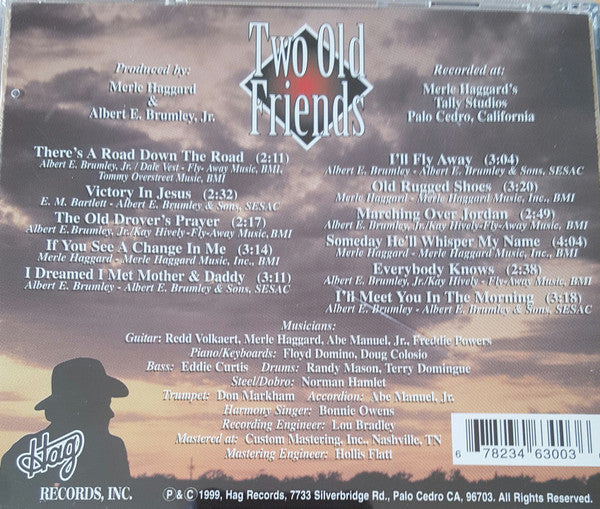 Two Old
Friends
Produced by:
Merle Haggard
&
Albert E. Brumley, Jr.
Recorded at:
Merle Haggard's
Tally Studios
Palo Cedro, California
There's A Road Down The Road (2:11)
Albert E. Brumley, Jr. / Dale Vest - Fly- Away Music, BMI,
Tommy Overstreet Music, BMI
Victory In Jesus (2:32)
E. M. Bartlett - Albert E. Brumley & Sons, SESAC
The Old Drover's Prayer (2:17)
Albert E. Brumley, Jr./Kay Hively-Fly-Away Music, BMI
If You See A Change In Me (3:14)
Merle Haggard - Merle Haggard Music, Inc., BMI
I Dreamed I Met Mother & Daddy (3:11)
Albert E. Brumley - Albert E. Brumley & Sons, SESAC
I'll Fly Away (3:04)
Albert E. Brumley - Albert E. Brumley & Sons, SESAC
Old Rugged Shoes (3:20)
Merle Haggard - Merle Haggard Music, Inc., BMI
Marching Over Jordan (2:49)
Albert E. Brumley, Jr./Kay Hively-Fly-Away Music, BMI
Someday He'll Whisper My Name (4:04)
Merle Haggard - Merle Haggard Music, Inc., BMI
Everybody Knows (2:38)
Albert E. Brumley, Jr./Kay Hively - Fly-Away Music, BMI
I'll Meet You In The Morning (3:18)
Albert E. Brumley - Albert E. Brumley & Sons, SESAC
Musicians:
Guitar: Redd Volkaert, Merle Haggard, Abe Manuel, Jr., Freddie Powers
Piano/Keyboards: Floyd Domino, Doug Colosio
Bass: Eddie Curtis Drums: Randy Mason, Terry Domingue
Steel/Dobro: Norman Hamlet
Trumpet: Don Markham Accordion: Abe Manuel, Jr.
Harmony Singer: Bonnie Owens
Recording Engineer: Lou Bradley
Mastered at: Custom Mastering, Inc., Nashville, TN
Mastering Engineer: Hollis Flatt
Hag
RECORDS, INC.
6 78234 63003
℗ & © 1999, Hag Records, 7733 Silverbridge Rd., Palo Cedro CA, 96703. All Rights Reserved.